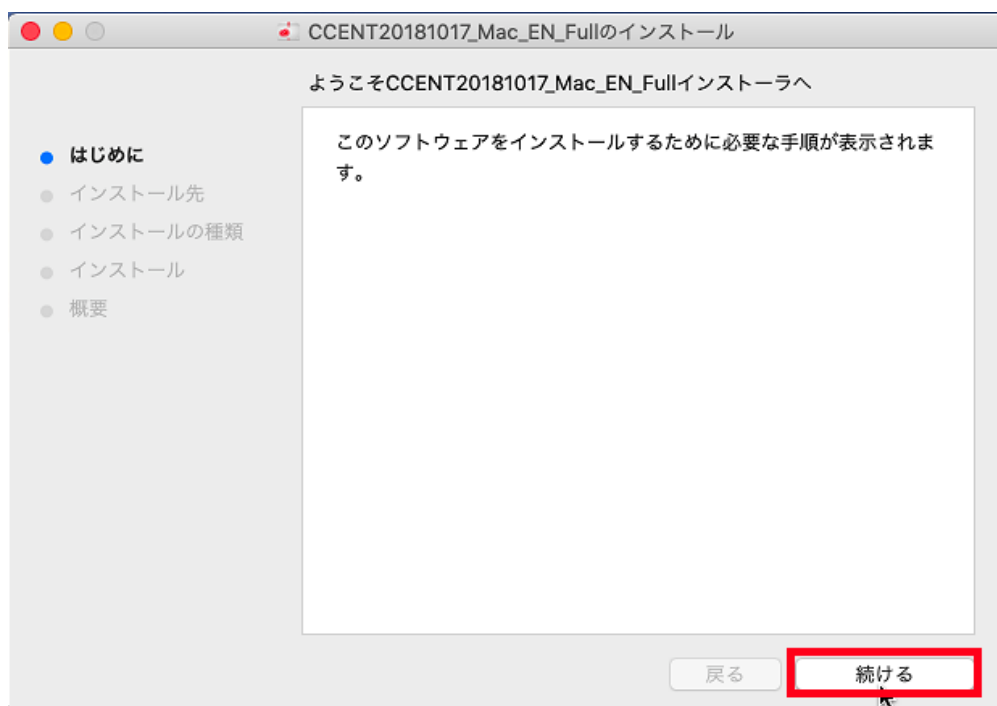 CCENT20181017_Mac_EN_Fullのインストール
ようこそCCENT20181017_Mac_EN_Fullインストーラへ
はじめに
インストール先
インストールの種類
インストール
概要
このソフトウェアをインストールするために必要な手順が表示されま
す。
戻る
続ける